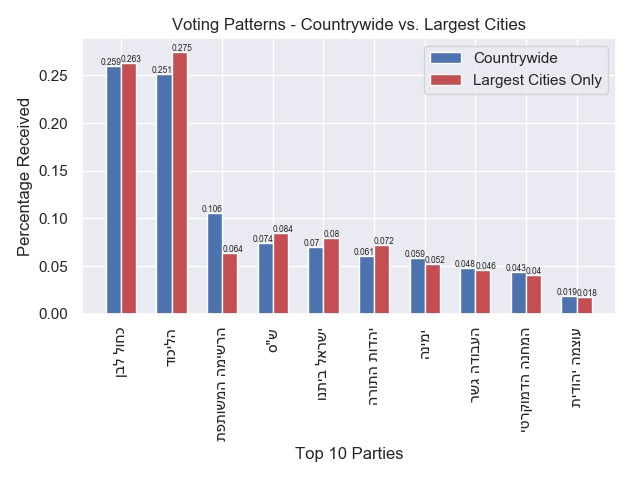 Voting Patterns - Countrywide vs. Largest Cities
Countrywide
Largest Cities Only
Percentage Received
0.25
0.20
0.15
0.10
0.05
0.00
0.259
0.263
0.251
0.275
0.106
0.064
0.074
0.084
0.07
0.08
0.061
0.072
0.059
0.052
0.048
0.046
0.043
0.04
0.019
0.018
כחול לבן
הליכוד
הרשימה המשותפת
ש"ס
ישראל ביתנו
יהדות התורה
ימינה
העבודה גשר
המחנה הדמוקרטי
עוצמה יהודית
Top 10 Parties